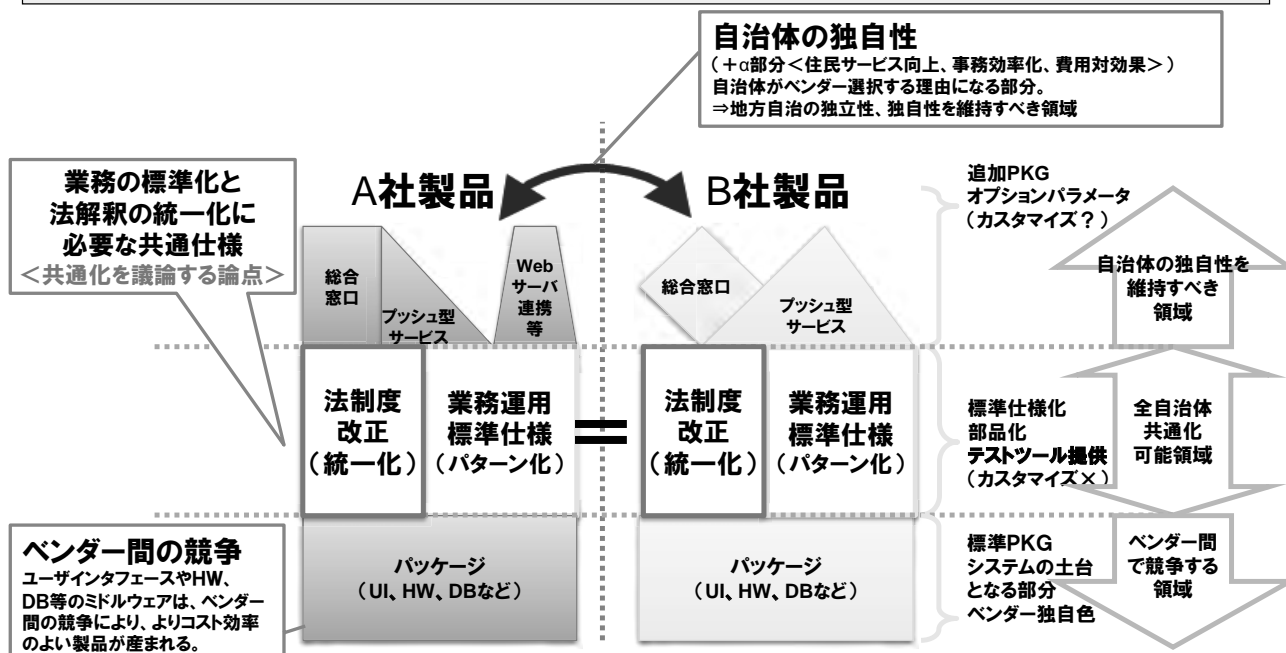 自治体の独自性
(+α部分<住民サービス向上、事務効率化、費用対効果>)
自治体がベンダー選択する理由になる部分。
⇒地方自治の独立性、独自性を維持すべき領域
業務の標準化と
法解釈の統一化に
必要な共通仕様
<共通化を議論する論点>
A社製品
B社製品
追加PKG
オプションパラメータ
(カスタマイズ?)
自治体の独自性を
維持すべき
領域
総合
窓口
プッシュ型
サービス
Web
サーバ
連携
等
総合窓口
プッシュ型
サービス
法制度
改正
(統一化)
業務運用
標準仕様
(パターン化)
=
法制度
改正
(統一化)
業務運用
標準仕様
(パターン化)
標準仕様化
部品化
テストツール提供
(カスタマイズ×)
全自治体
共通化
可能領域
ベンダー間の競争
ユーザインタフェースやHW、
DB等のミドルウェアは、ベンダー
間の競争により、よりコスト効率
のよい製品が産まれる。
パッケージ
(UI、HW、DBなど)
パッケージ
(UI、HW、DBなど)
標準PKG
システムの土台
となる部分
ベンダー独自色
ベンダー間
で競争する
領域